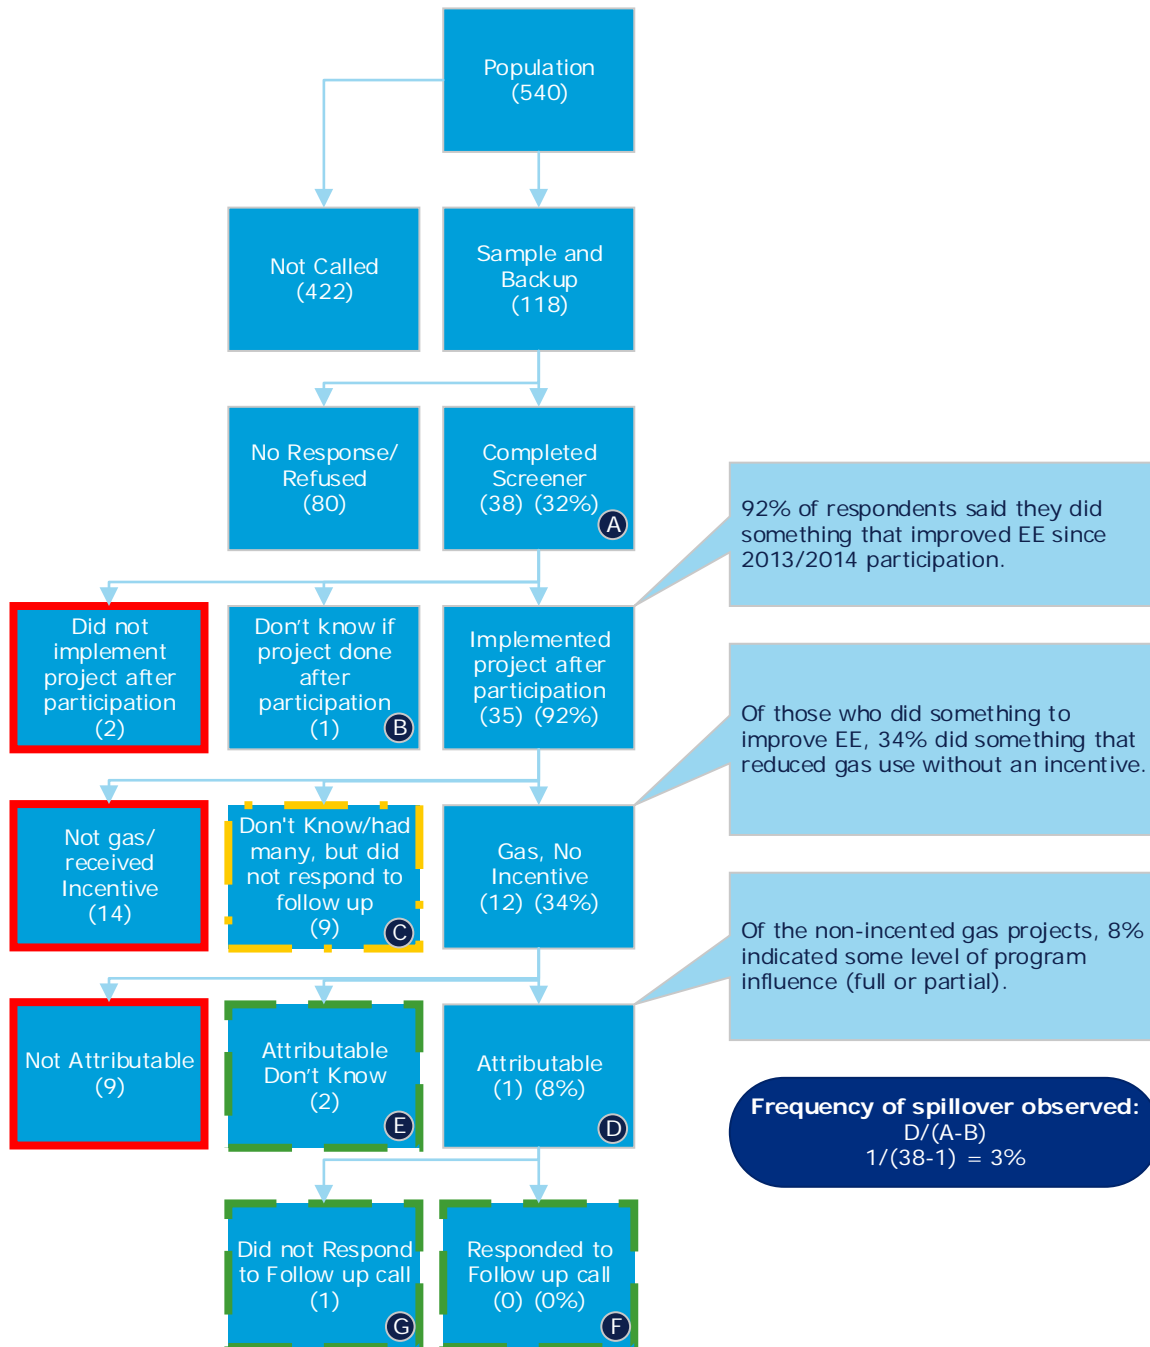 Population
(540)
Not Called
(422)
Sample and
Backup
(118)
No Response/
Refused
(80)
Completed
Screener
(38) (32%)
A
92% of respondents said they did
something that improved EE since
2013/2014 participation.
Did not
implement
project after
participation
(2)
Don't know if
project done
after
participation
(1)
B
Implemented
project after
participation
(35) (92%)
Of those who did something to
improve EE, 34% did something that
reduced gas use without an incentive.
Not gas/
received
Incentive
(14)
Don't Know/had
many, but did
not respond to
follow up
(9)
C
Gas, No
Incentive
(12) (34%)
Of the non-incented gas projects, 8%
indicated some level of program
influence (full or partial).
Not Attributable
(9)
Attributable
Don't Know
(2)
E
Attributable
(1) (8%)
D
Frequency of spillover observed:
D/(A-B)
1/(38-1) = 3%
Did not Respond
to Follow up call
(1)
G
Responded to
Follow up call
(0) (0%)
F